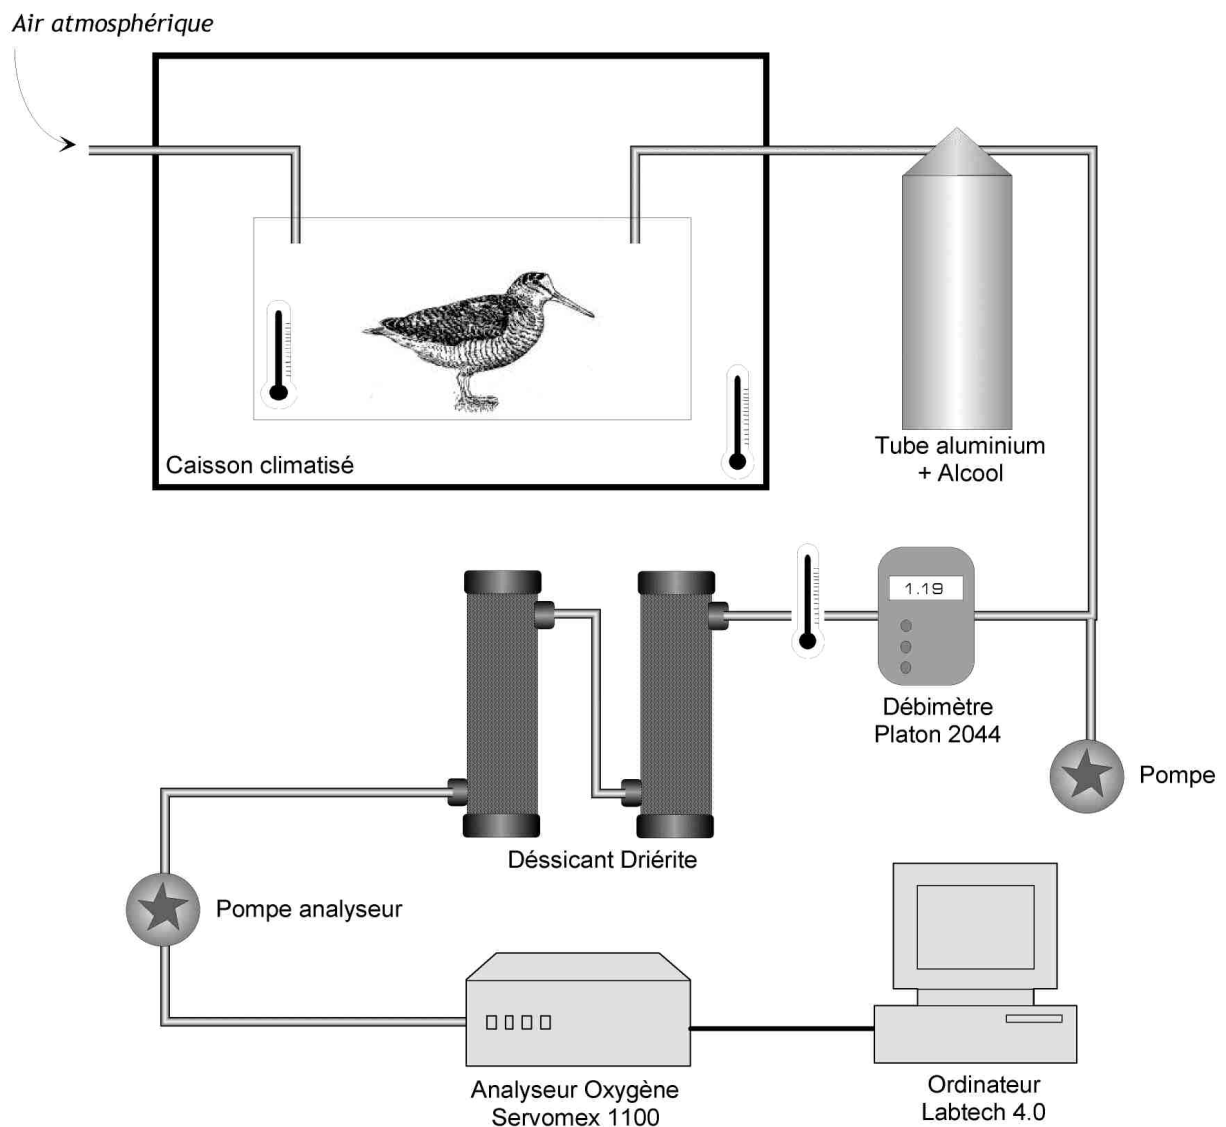 Air atmosphérique
Caisson climatisé
Tube aluminium
+ Alcool
1.19
Débimètre
Platon 2044
Pompe
Déssicant Driérite
Pompe analyseur
Analyseur Oxygène
Servomex 1100
Ordinateur
Labtech 4.0